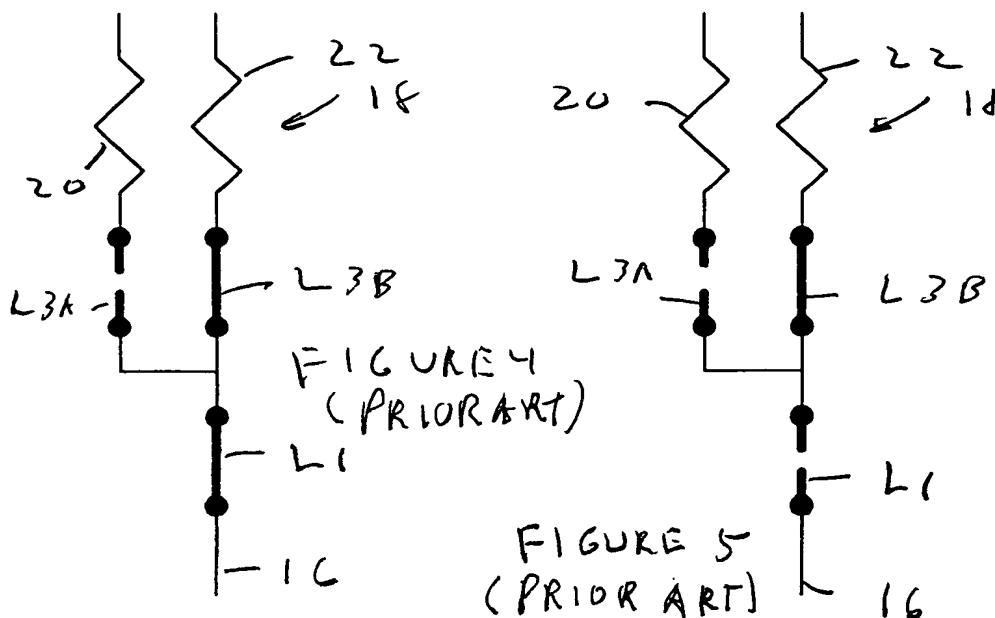 22
18
20
L3A
L3B
FIGURE 4
(PRIOR ART)
L1
16
22
20
18
L3A
L3B
L1
FIGURE 5
(PRIOR ART)
16